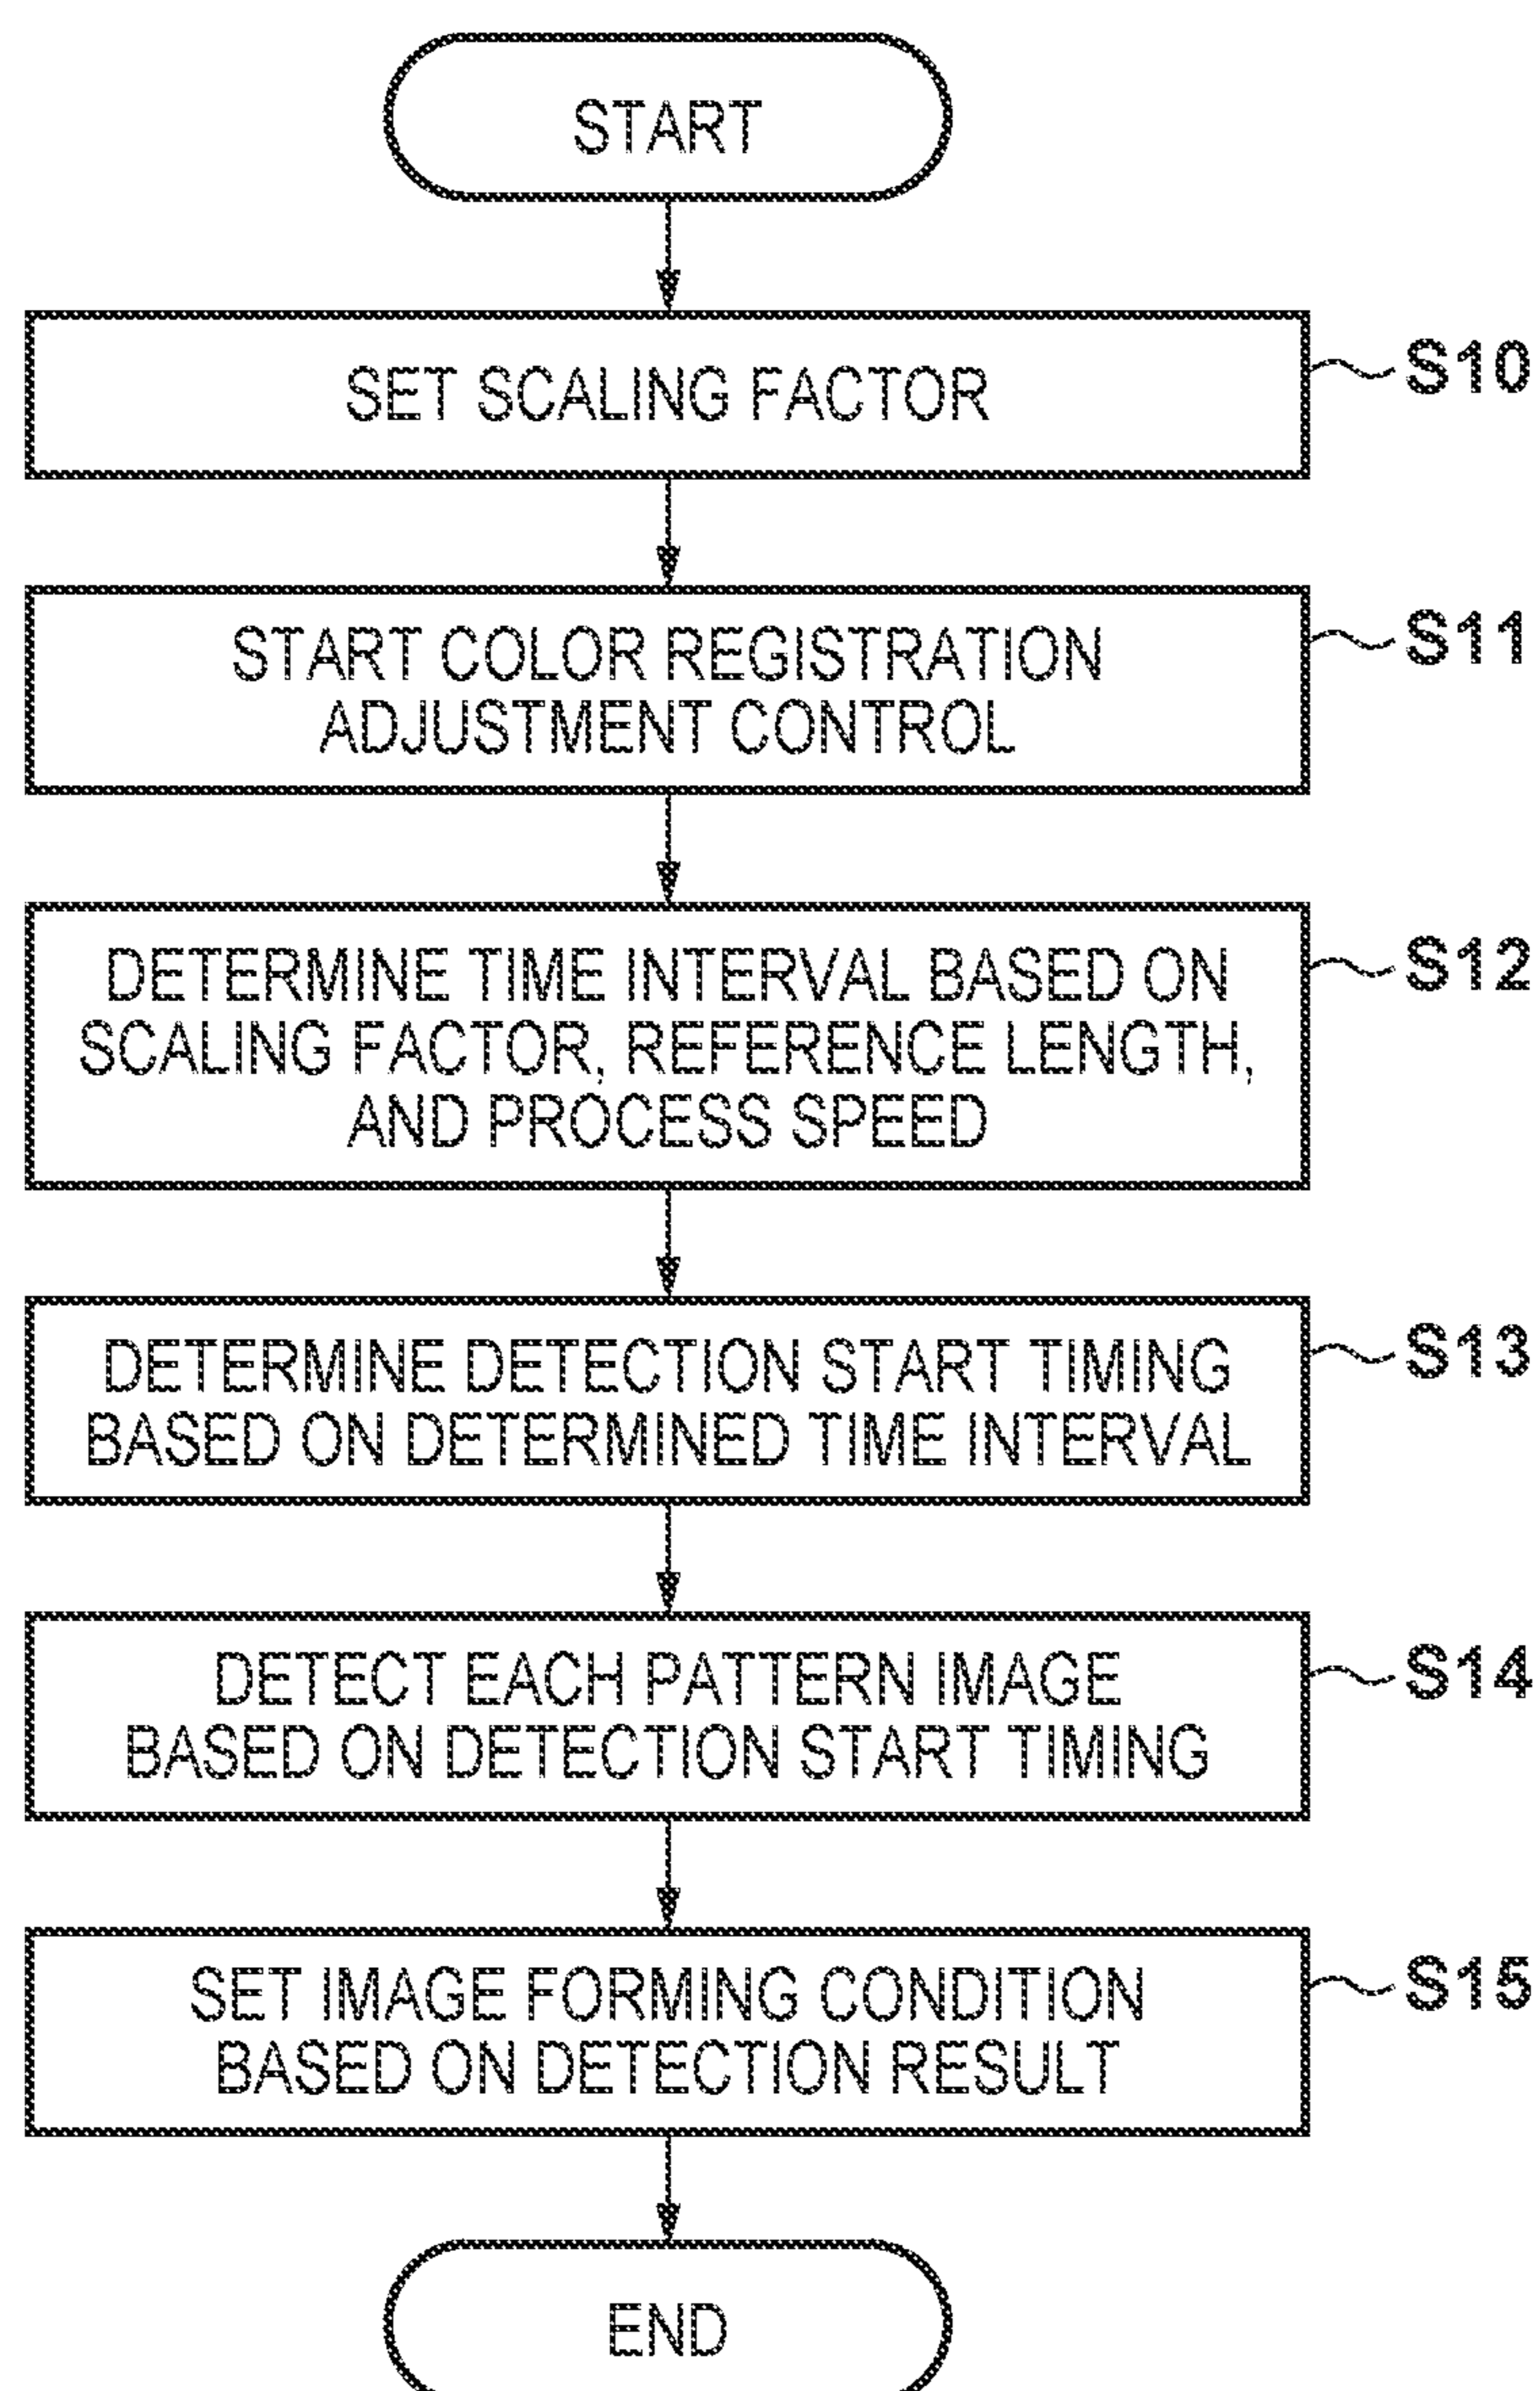 START
SET SCALING FACTOR
S10
START COLOR REGISTRATION
ADJUSTMENT CONTROL
S11
DETERMINE TIME INTERVAL BASED ON
SCALING FACTOR, REFERENCE LENGTH,
AND PROCESS SPEED
S12
DETERMINE DETECTION START TIMING
BASED ON DETERMINED TIME INTERVAL
S13
DETECT EACH PATTERN IMAGE
BASED ON DETECTION START TIMING
S14
SET IMAGE FORMING CONDITION
BASED ON DETECTION RESULT
S15
END